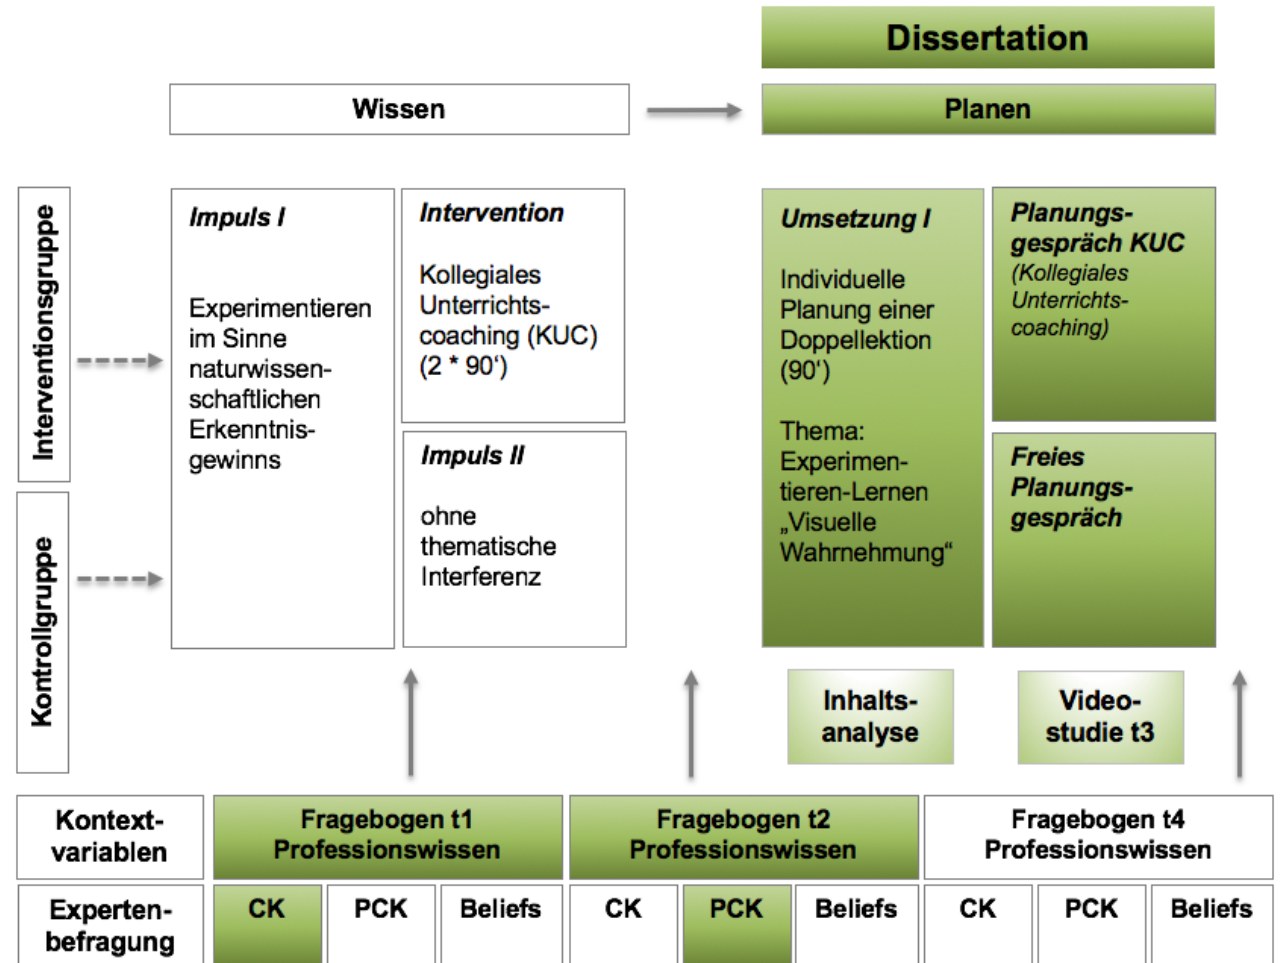 Dissertation
Wissen
Planen
Interventionsgruppe
Kontrollgruppe
Impuls I
Experimentieren
im Sinne
naturwissen-
schaftlichen
Erkenntnis-
gewinns
Intervention
Kollegiales
Unterrichts-
coaching (KUC)
(2 * 90‘)
Impuls II
ohne
thematische
Interferenz
Umsetzung I
Individuelle
Planung einer
Doppellektion
(90‘)
Thema:
Experimen-
tieren-Lernen
„Visuelle
Wahrnehmung“
Planungs-
gespräch KUC
(Kollegiales
Unterrichts-
coaching)
Freies
Planungs-
gespräch
Inhalts-
analyse
Video-
studie t3
Kontext-
variablen
Fragebogen t1
Professionswissen
Fragebogen t2
Professionswissen
Fragebogen t4
Professionswissen
Experten-
befragung
CK
PCK
Beliefs
CK
PCK
Beliefs
CK
PCK
Beliefs